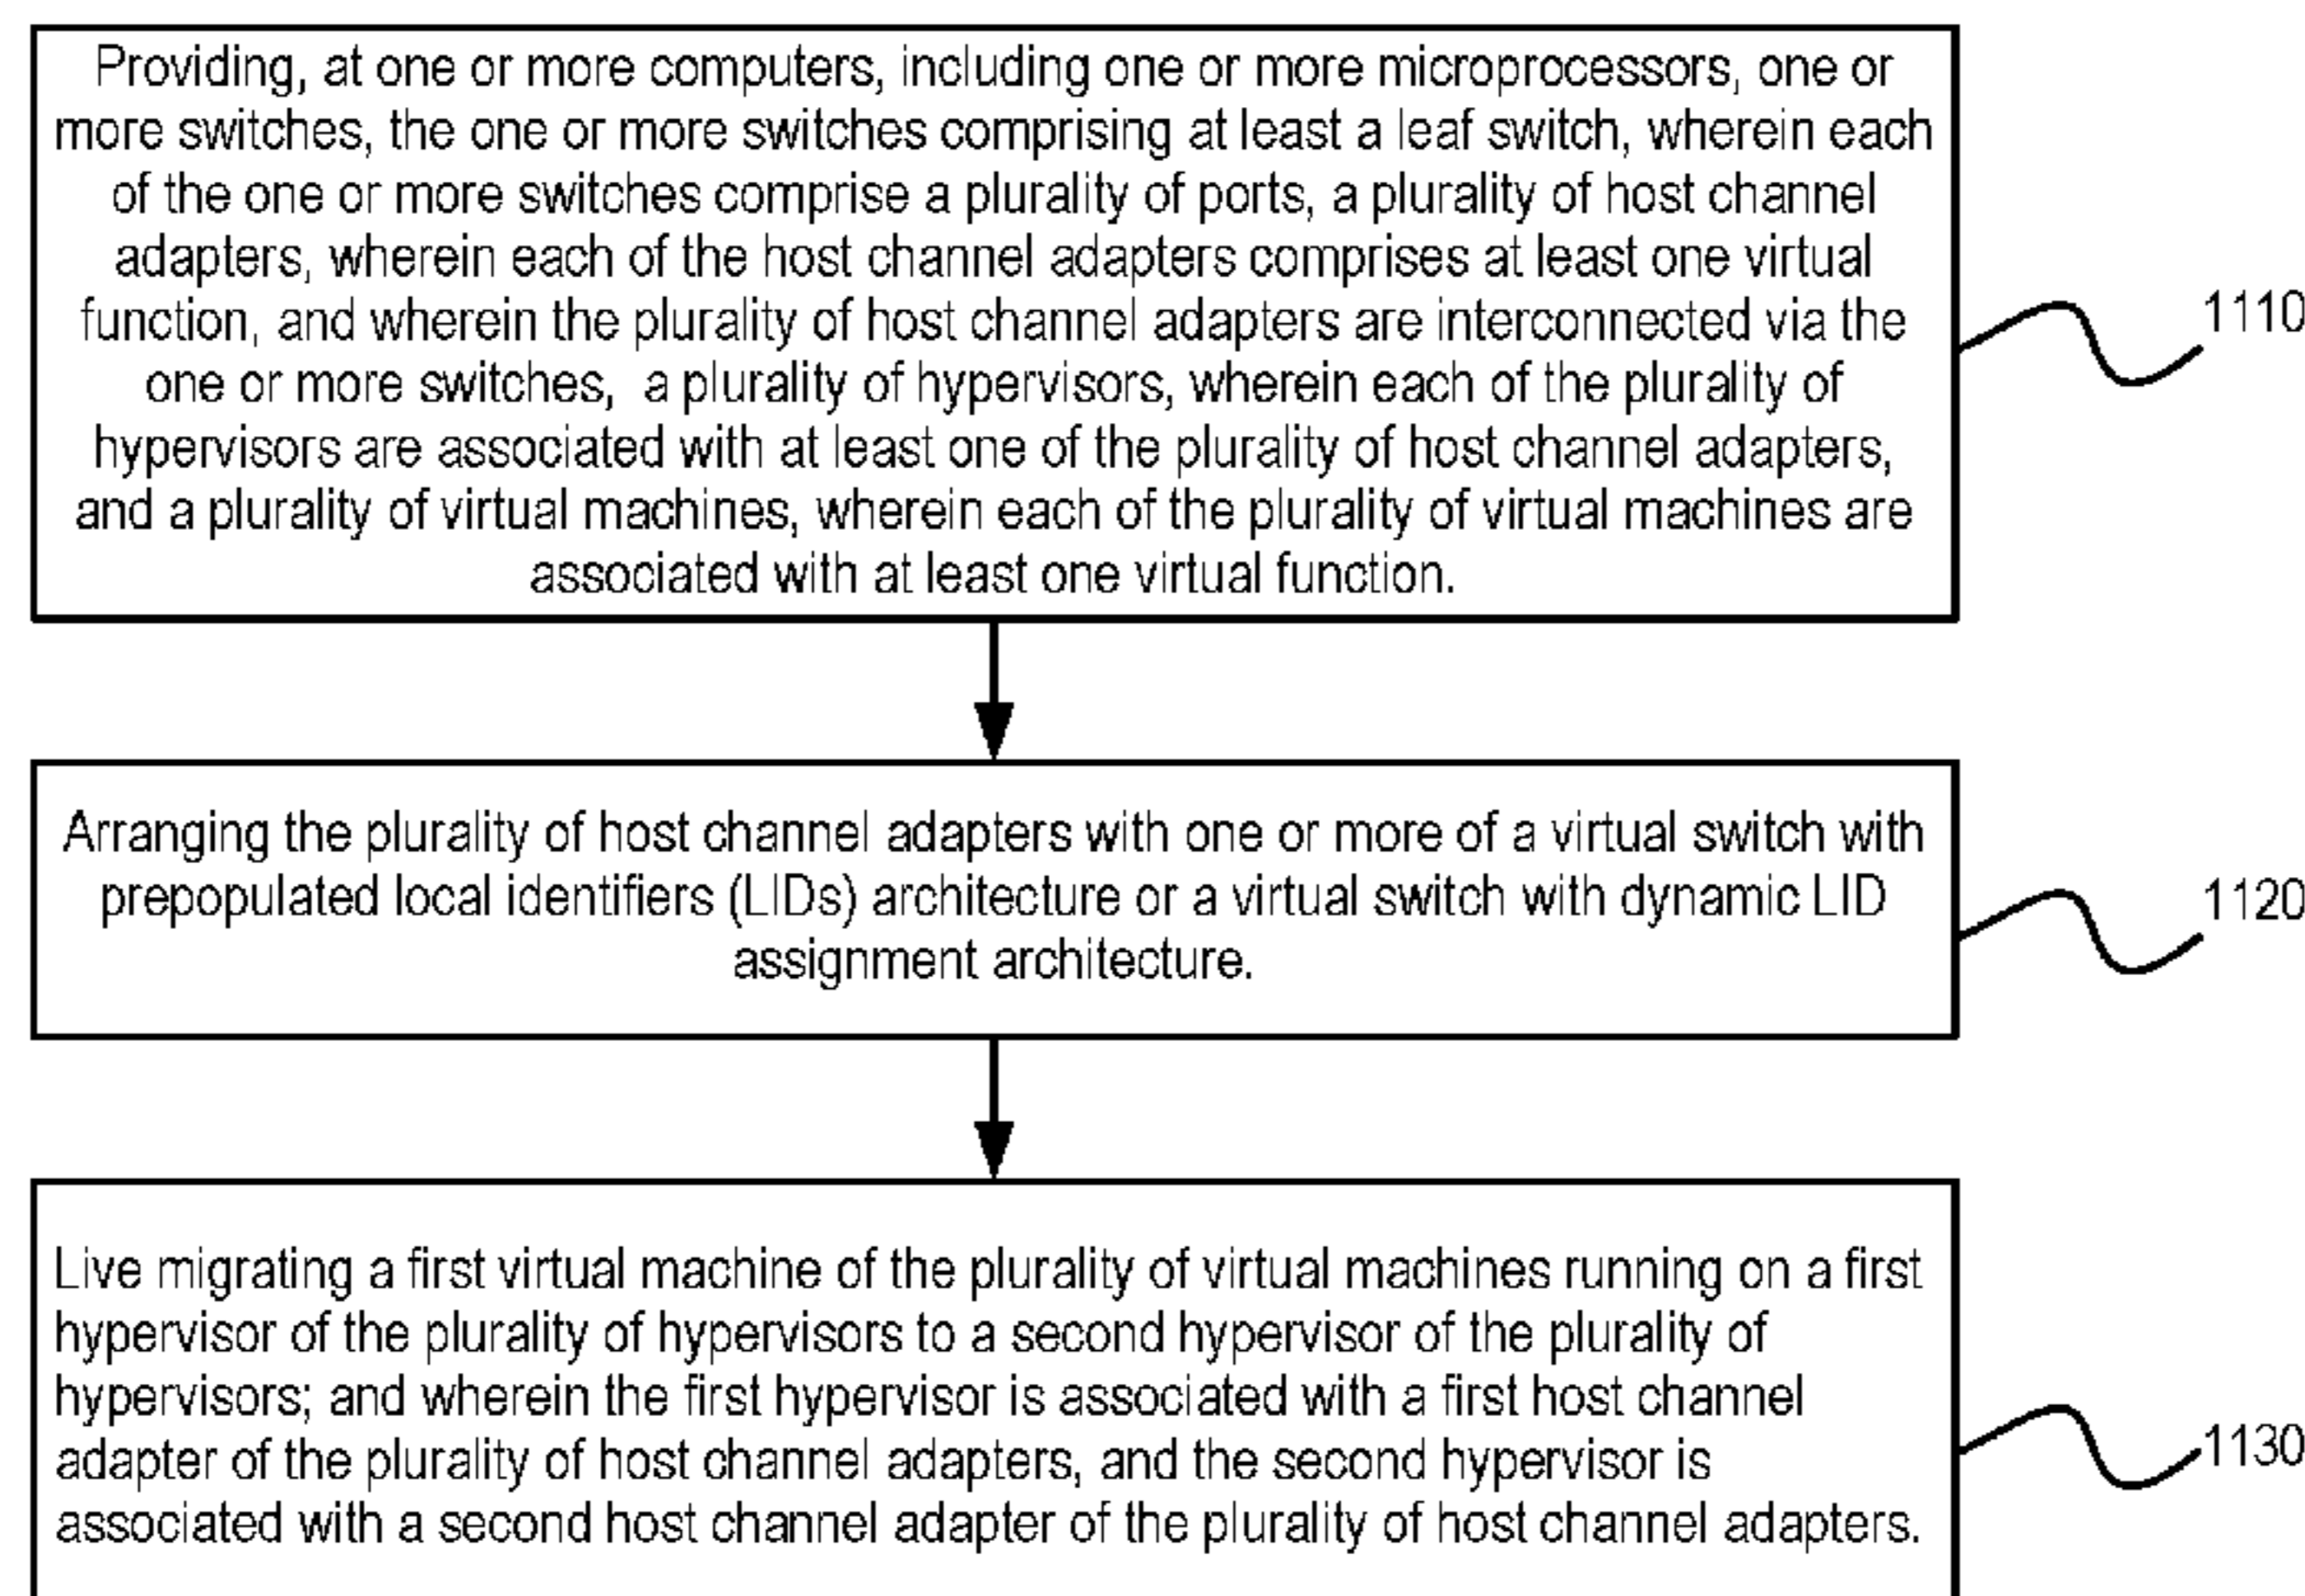 Providing, at one or more computers, including one or more microprocessors, one or
more switches, the one or more switches comprising at least a leaf switch, wherein each
of the one or more switches comprise a plurality of ports, a plurality of host channel
adapters, wherein each of the host channel adapters comprises at least one virtual
function, and wherein the plurality of host channel adapters are interconnected via the
one or more switches, a plurality of hypervisors, wherein each of the plurality of
hypervisors are associated with at least one of the plurality of host channel adapters,
and a plurality of virtual machines, wherein each of the plurality of virtual machines are
associated with at least one virtual function.
1110
Arranging the plurality of host channel adapters with one or more of a virtual switch with
prepopulated local identifiers (LIDs) architecture or a virtual switch with dynamic LID
assignment architecture.
1120
Live migrating a first virtual machine of the plurality of virtual machines running on a first
hypervisor of the plurality of hypervisors to a second hypervisor of the plurality of
hypervisors; and wherein the first hypervisor is associated with a first host channel
adapter of the plurality of host channel adapters, and the second hypervisor is
associated with a second host channel adapter of the plurality of host channel adapters.
1130